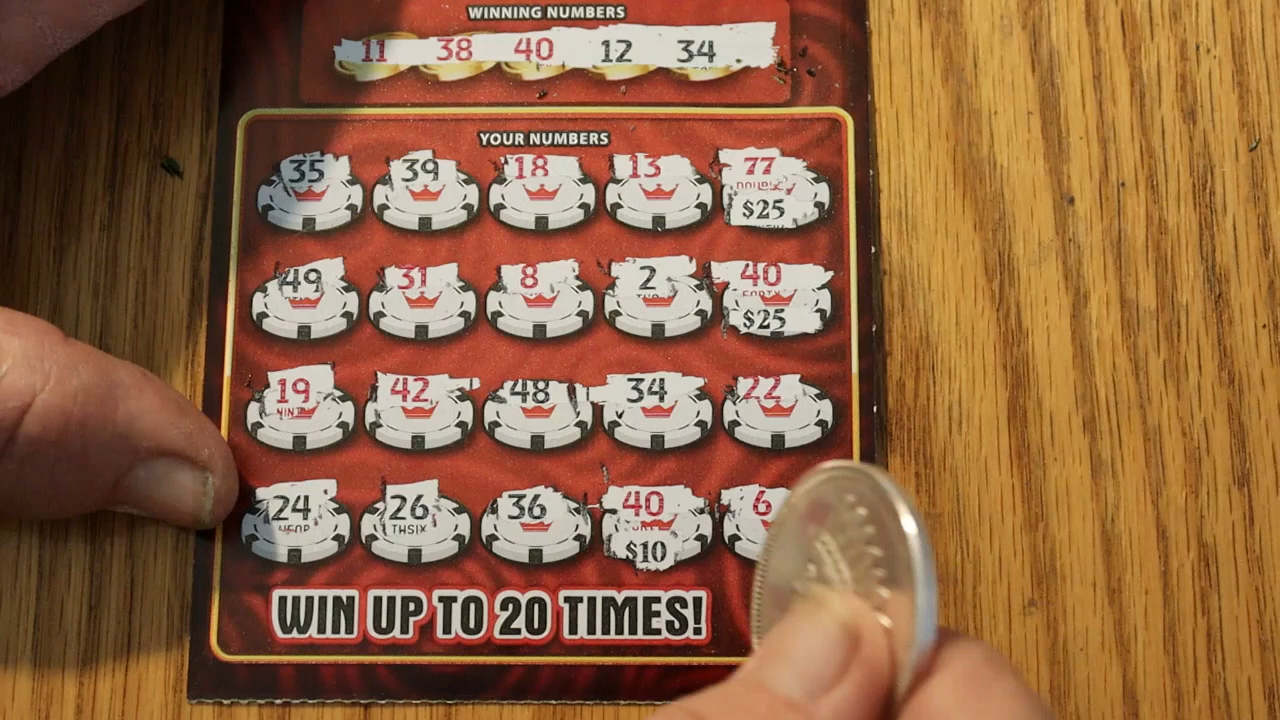 WINNING NUMBERS
11 38 40 12 34
YOUR NUMBERS
35 39 18 13 77
DOUBLE
$25
49 31 8 2 40
FORTY
$25
19 42 48 34 22
24 26 36 40 6
THSIX
$10
WIN UP TO 20 TIMES!